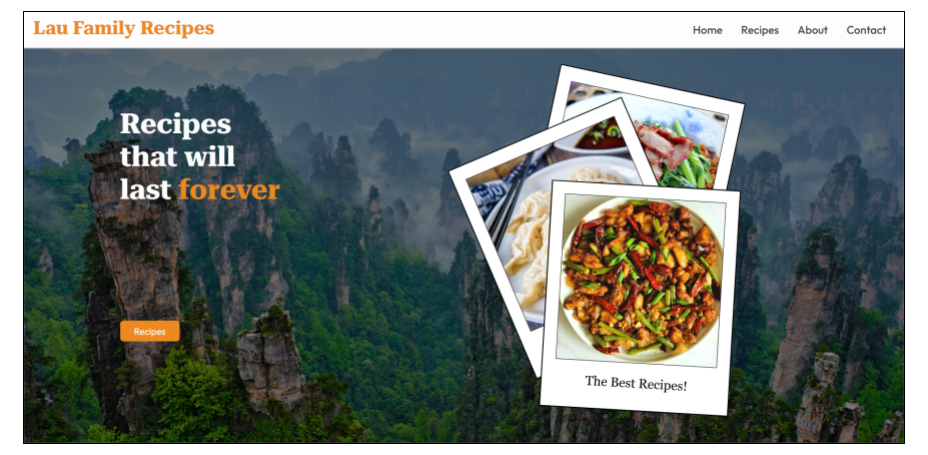 Lau Family Recipes
Home Recipes About Contact
Recipes
that will
last forever
Recipes
The Best Recipes!